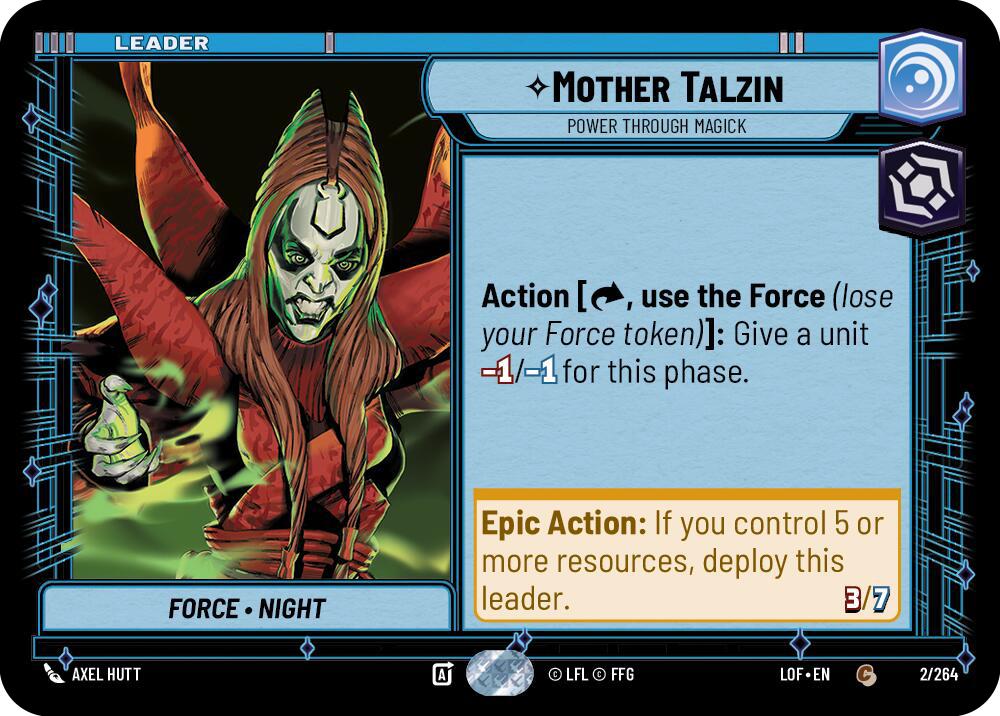 LEADER
✧MOTHER TALZIN
POWER THROUGH MAGICK
Action [, use the Force (lose
your Force token)]: Give a unit
-1/-1 for this phase.
Epic Action: If you control 5 or
more resources, deploy this
leader.
3/7
FORCE • NIGHT
AXEL HUTT
A
© LFL © FFG
LOF • EN
C
2/264